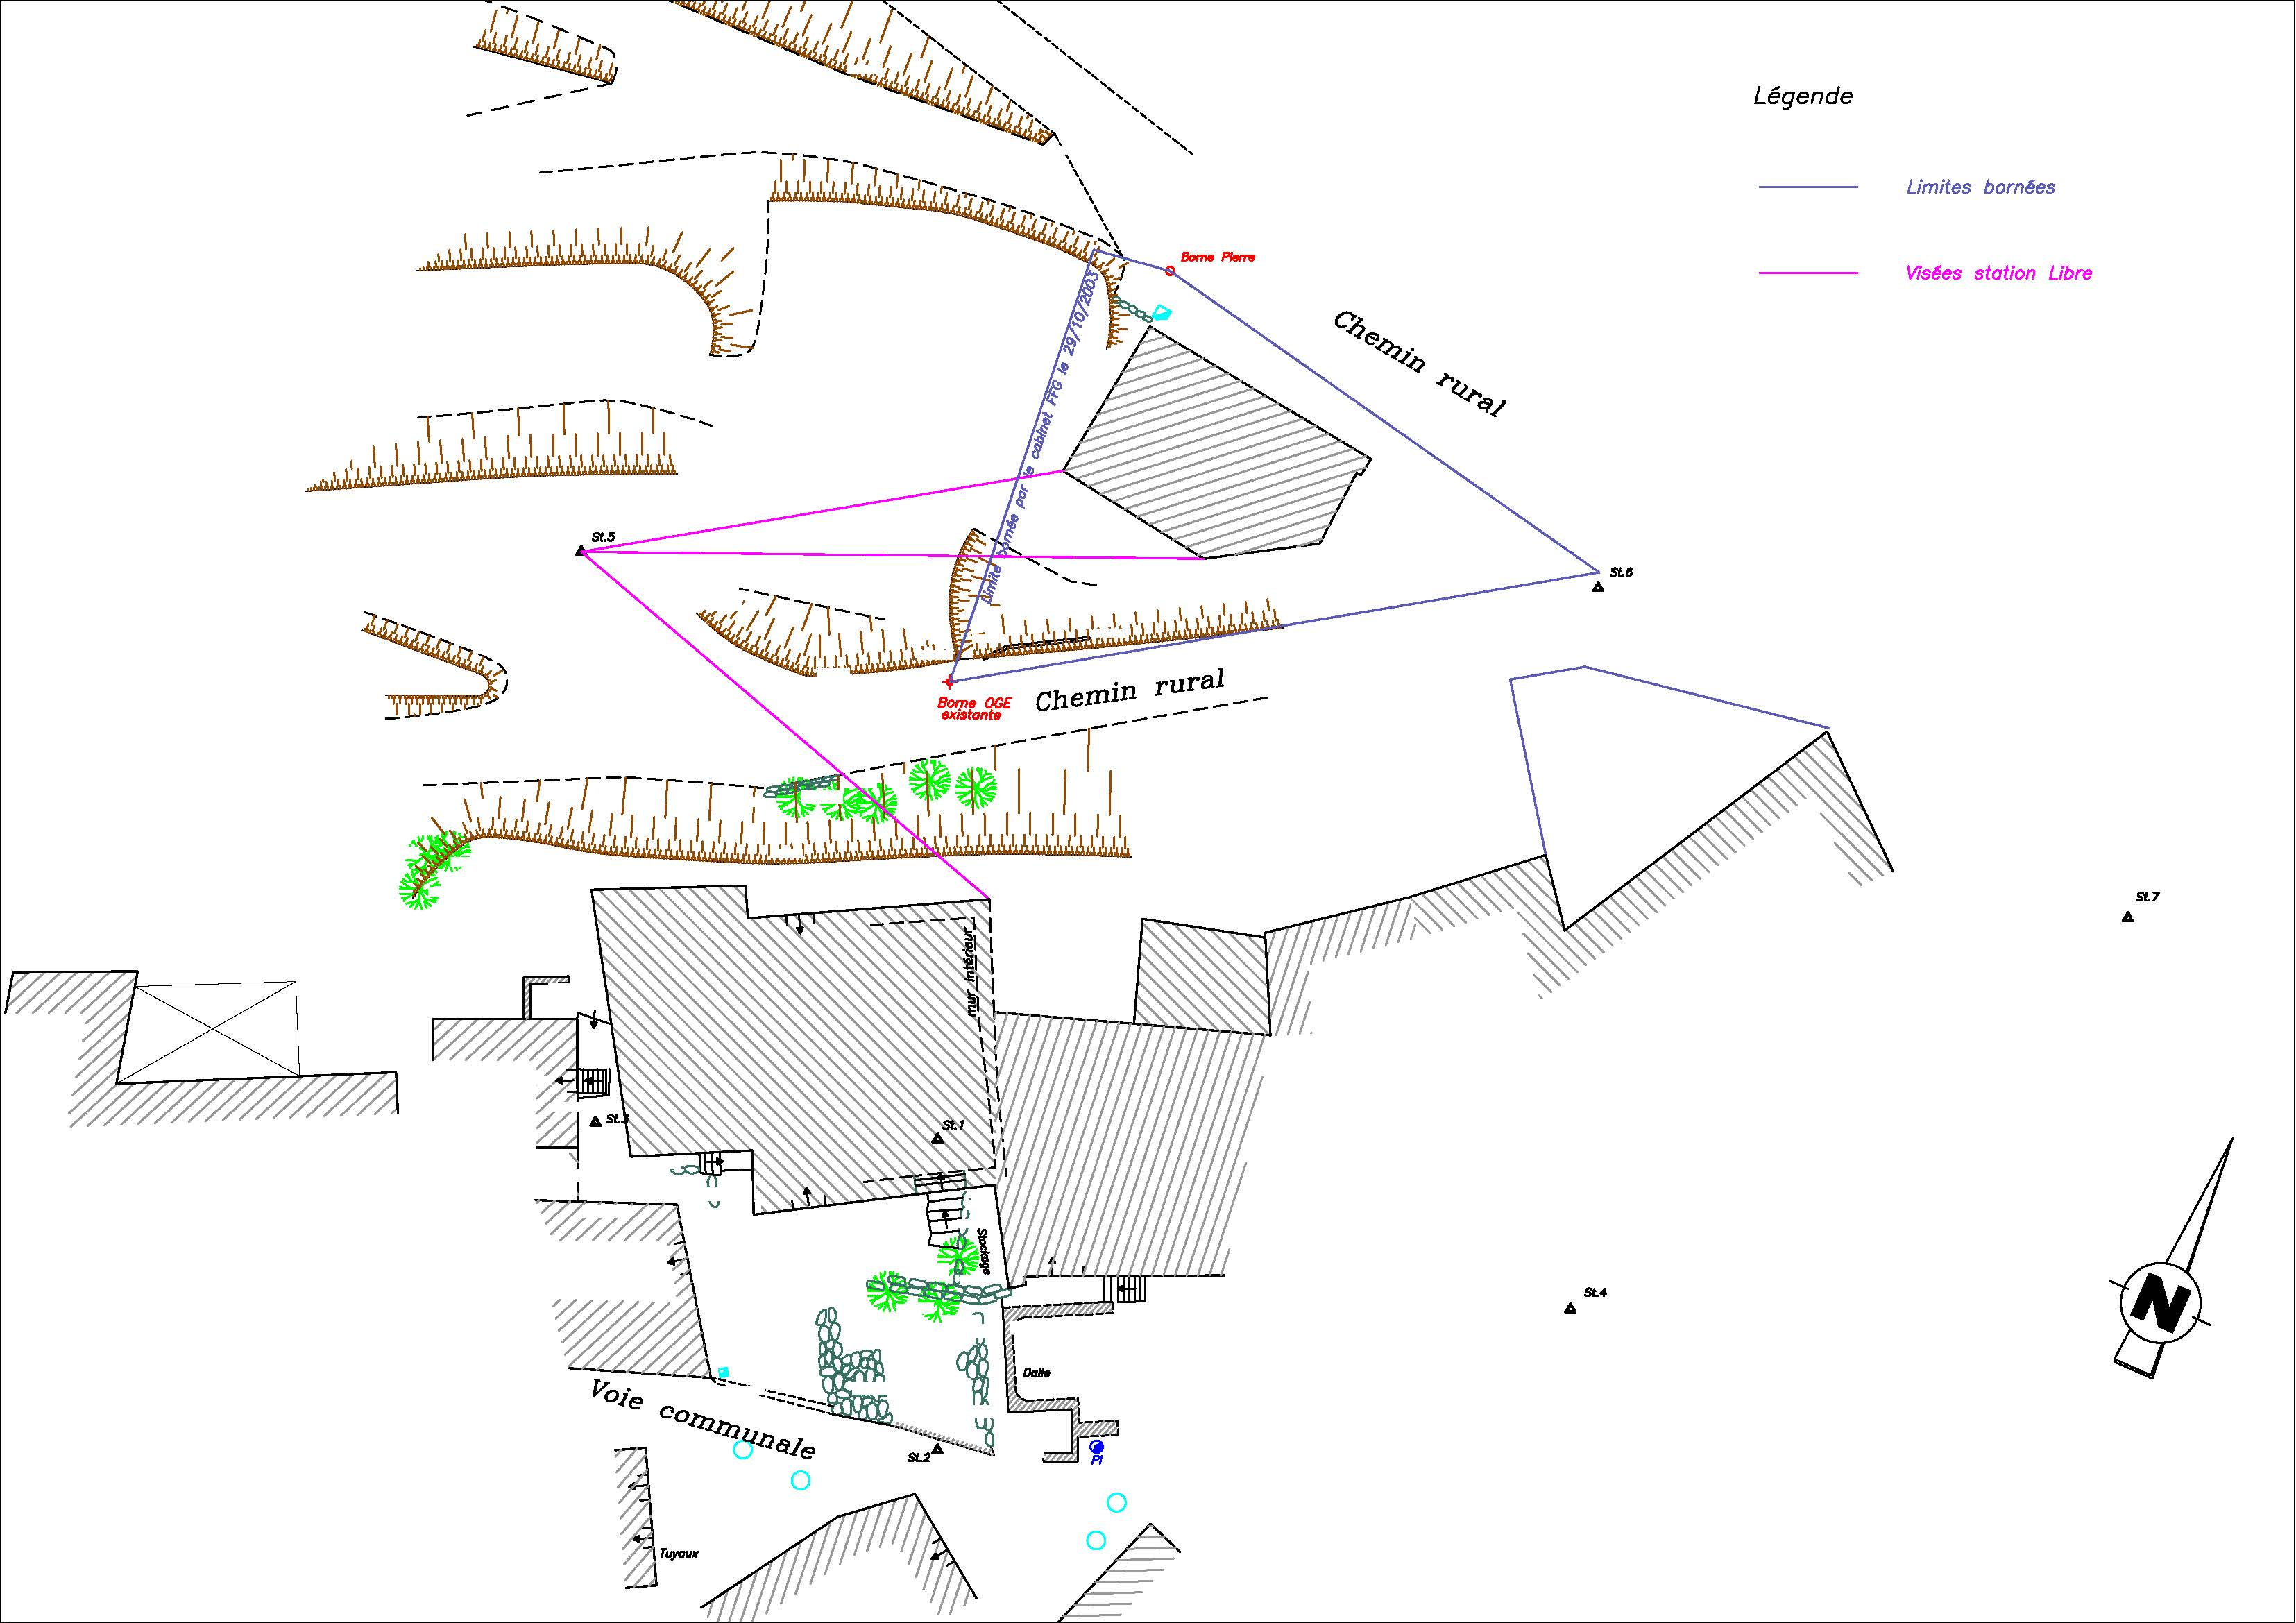 Légende
Limites bornées
Visées station Libre
Borne Pierre
Chemin rural
Limite bornée par le cabinet FFG le 29/10/2003
St.5
St.6
Borne OGE
existante
Chemin rural
St.7
mur intérieur
St.3
St.1
Stockage
St.4
N
Dalle
Voie communale
St.2
PI
Tuyaux